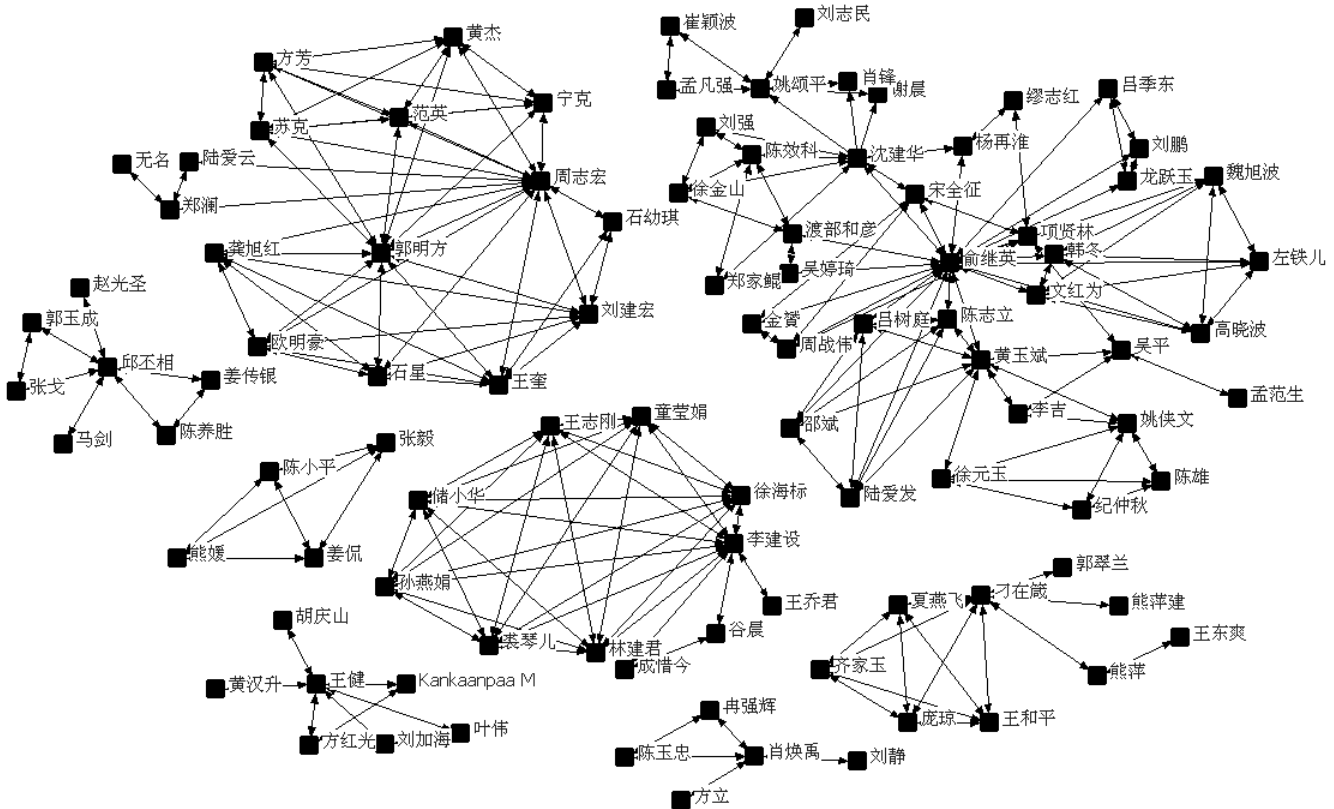 黄杰
方芳
宁克
范英
苏克
无名
陆爱云
周志宏
郑澜
石幼琪
龚旭红
郭明方
刘建宏
欧明豪
石星
王奎
赵光圣
郭玉成
邱丕相
张戈
姜传银
马剑
陈养胜
崔颖波
刘志民
孟凡强
姚颂平
肖锋
谢晨
刘强
陈效科
沈建华
杨再淮
缪志红
吕季东
刘鹏
龙跃玉
魏旭波
徐金山
宋全征
渡部和彦
项贤林
吴婷琦
郑家鲲
俞继英
韩冬
左铁儿
文红为
金赟
吕树庭
陈志立
周战伟
高晓波
黄玉斌
吴平
孟范生
邵斌
李吉
姚侠文
徐元玉
陈雄
陆爱发
纪仲秋
张毅
陈小平
熊媛
姜侃
王志刚
童莹娟
储小华
徐海标
李建设
孙燕娟
王乔君
谷晨
裘琴儿
林建君
成惜今
胡庆山
黄汉升
王健
Kankaanpaa M
方红光
刘加海
叶伟
冉强辉
陈玉忠
肖焕禹
刘静
方立
郭翠兰
夏燕飞
刁在箴
熊萍建
王东爽
齐家玉
熊萍
庞琼
王和平